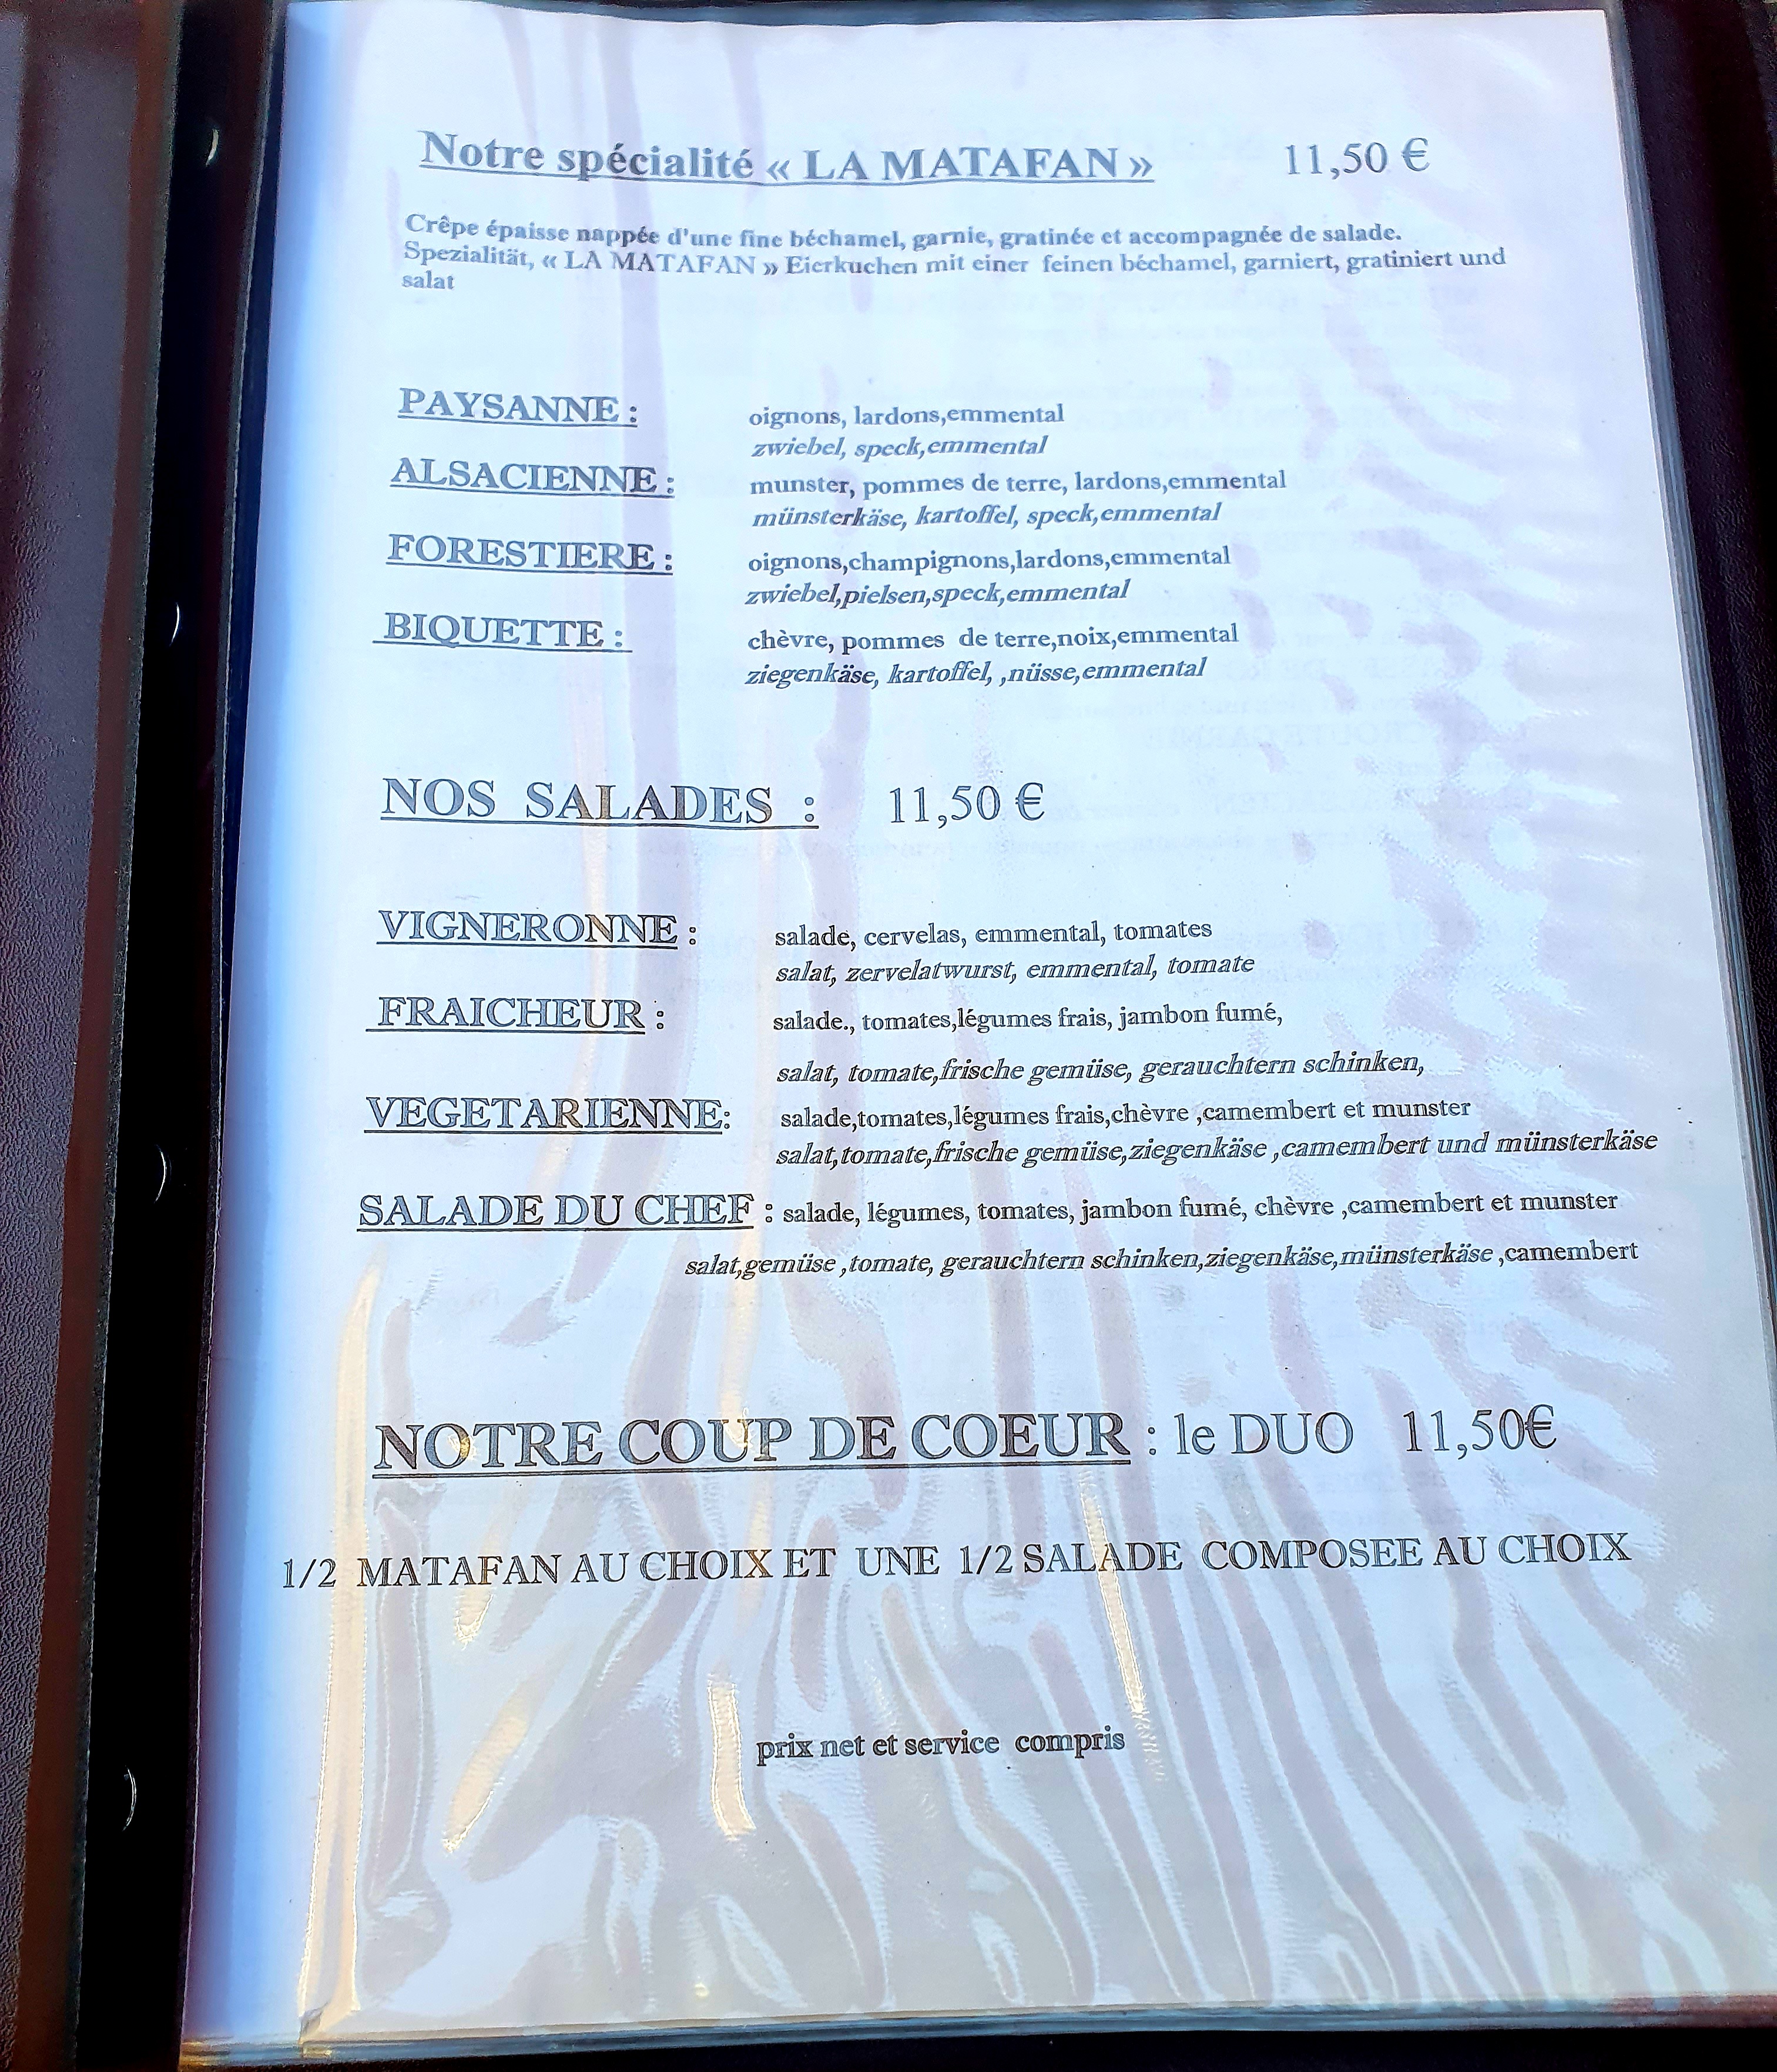 Notre spécialité « LA MATAFAN » 11,50 €
Crêpe épaisse nappée d'une fine béchamel, garnie, gratinée et accompagnée de salade.
Spezialität, « LA MATAFAN » Eierkuchen mit einer feinen béchamel, garniert, gratiniert und
salat
PAYSANNE : oignons, lardons,emmental
zwiebel, speck,emmental
ALSACIENNE : munster, pommes de terre, lardons,emmental
münsterkäse, kartoffel, speck,emmental
FORESTIERE : oignons,champignons,lardons,emmental
zwiebel,pielsen,speck,emmental
BIQUETTE : chèvre, pommes de terre,noix,emmental
ziegenkäse, kartoffel, ,nüsse,emmental
NOS SALADES : 11,50 €
VIGNERONNE : salade, cervelas, emmental, tomates
salat, zervelatwurst, emmental, tomate
FRAICHEUR : salade., tomates,légumes frais, jambon fumé,
salat, tomate,frische gemüse, gerauchtern schinken,
VEGETARIENNE: salade,tomates,légumes frais,chèvre ,camembert et munster
salat,tomate,frische gemüse,ziegenkäse ,camembert und münsterkäse
SALADE DU CHEF : salade, légumes, tomates, jambon fumé, chèvre ,camembert et munster
salat,gemüse ,tomate, gerauchtern schinken,ziegenkäse,münsterkäse ,camembert
NOTRE COUP DE COEUR : le DUO 11,50€
1/2 MATAFAN AU CHOIX ET UNE 1/2 SALADE COMPOSEE AU CHOIX
prix net et service compris